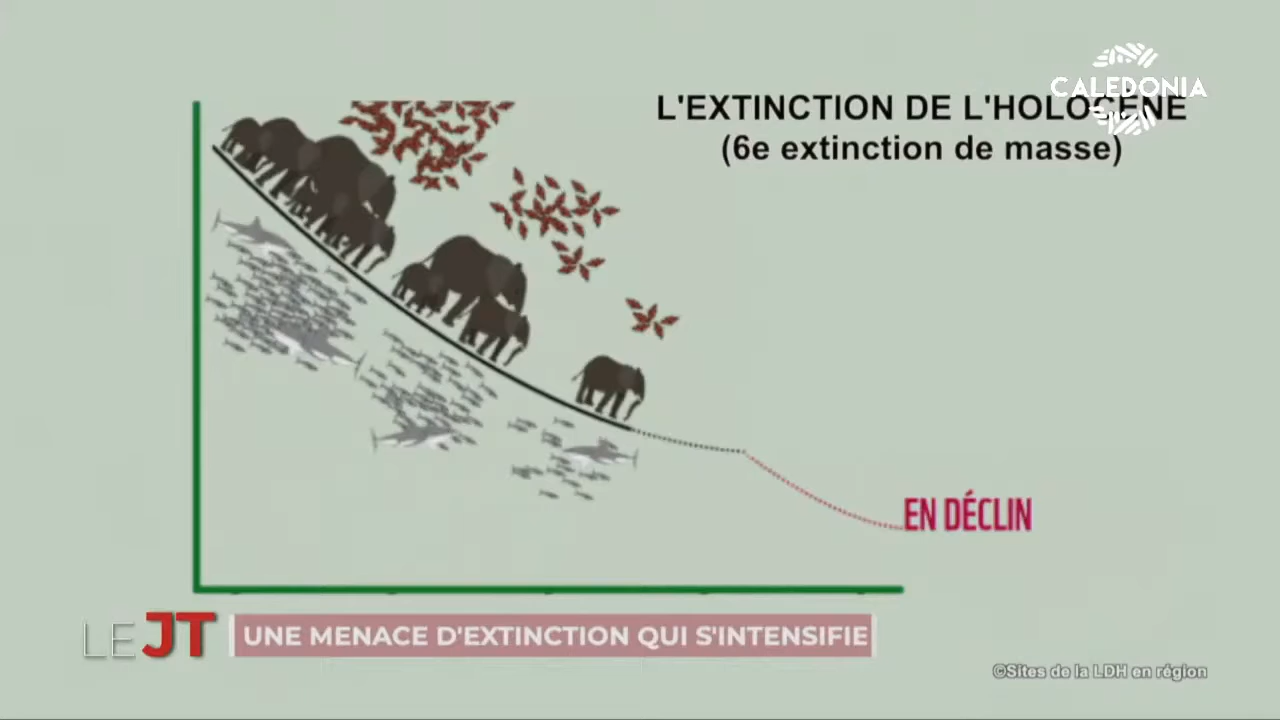 CALEDONIA
L'EXTINCTION DE L'HOLOCÈNE
(6e extinction de masse)
EN DÉCLIN
LE JT
UNE MENACE D'EXTINCTION QUI S'INTENSIFIE
©Sites de la LDH en région